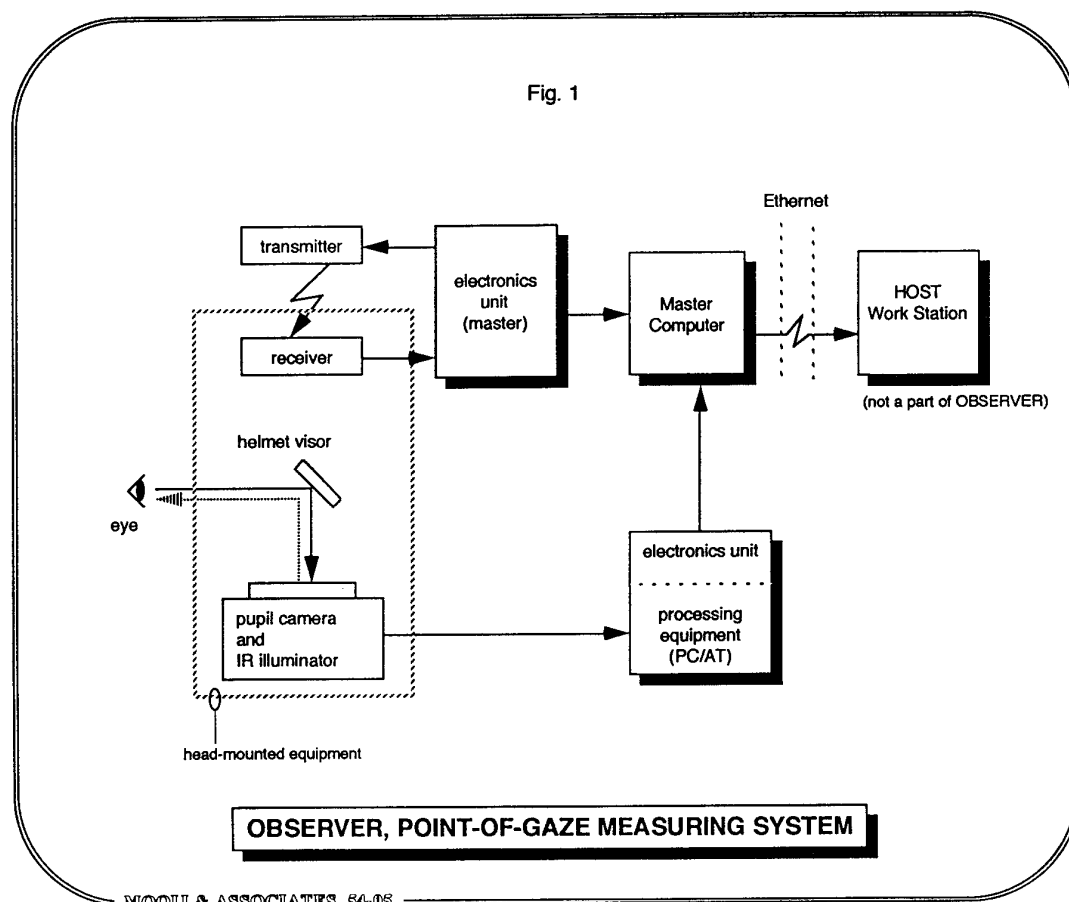 Fig. 1
Ethernet
transmitter
electronics
unit
(master)
Master
Computer
HOST
Work Station
receiver
(not a part of OBSERVER)
helmet visor
eye
electronics unit
processing
equipment
(PC/AT)
pupil camera
and
IR illuminator
head-mounted equipment
OBSERVER, POINT-OF-GAZE MEASURING SYSTEM
& ASSOCIATES